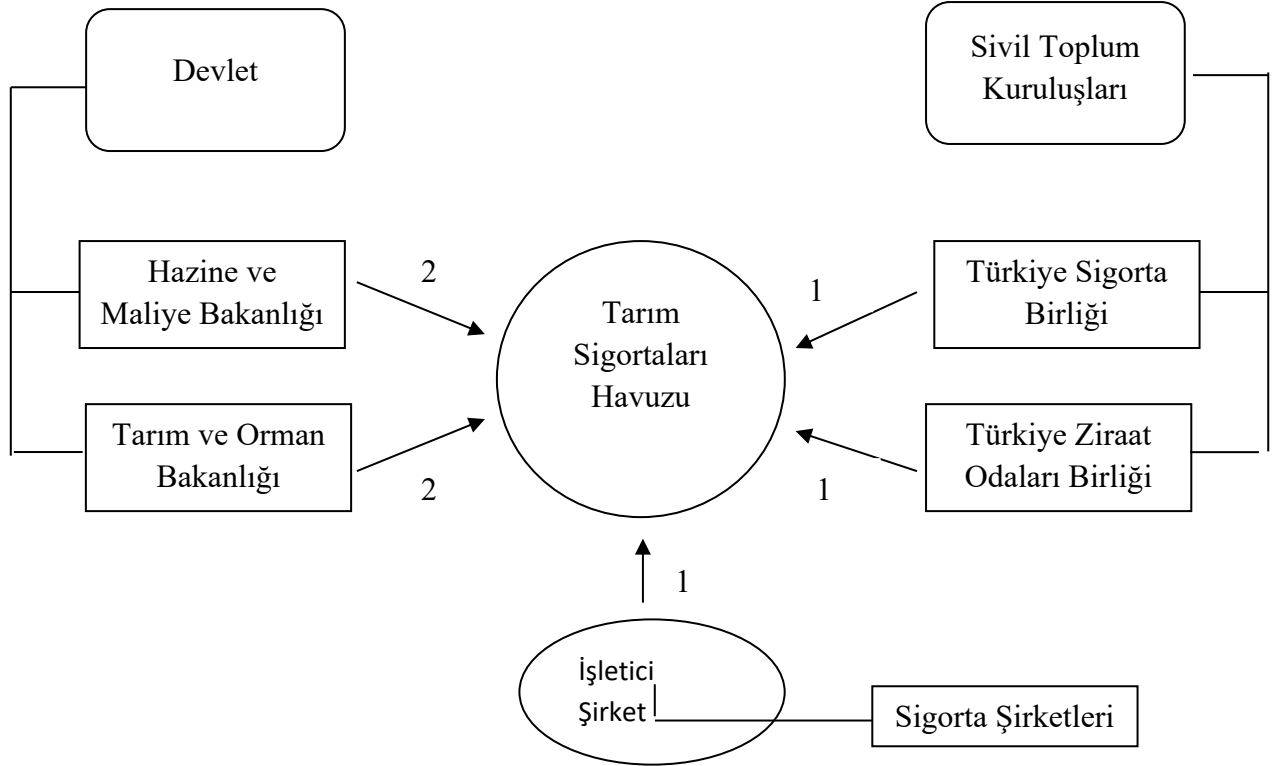 Devlet
Sivil Toplum
Kuruluşları
Hazine ve
Maliye Bakanlığı
2
Tarım
Sigortaları
Havuzu
1
Türkiye Sigorta
Birliği
Tarım ve Orman
Bakanlığı
2
1
Türkiye Ziraat
Odaları Birliği
1
İşletici
Şirket
Sigorta Şirketleri